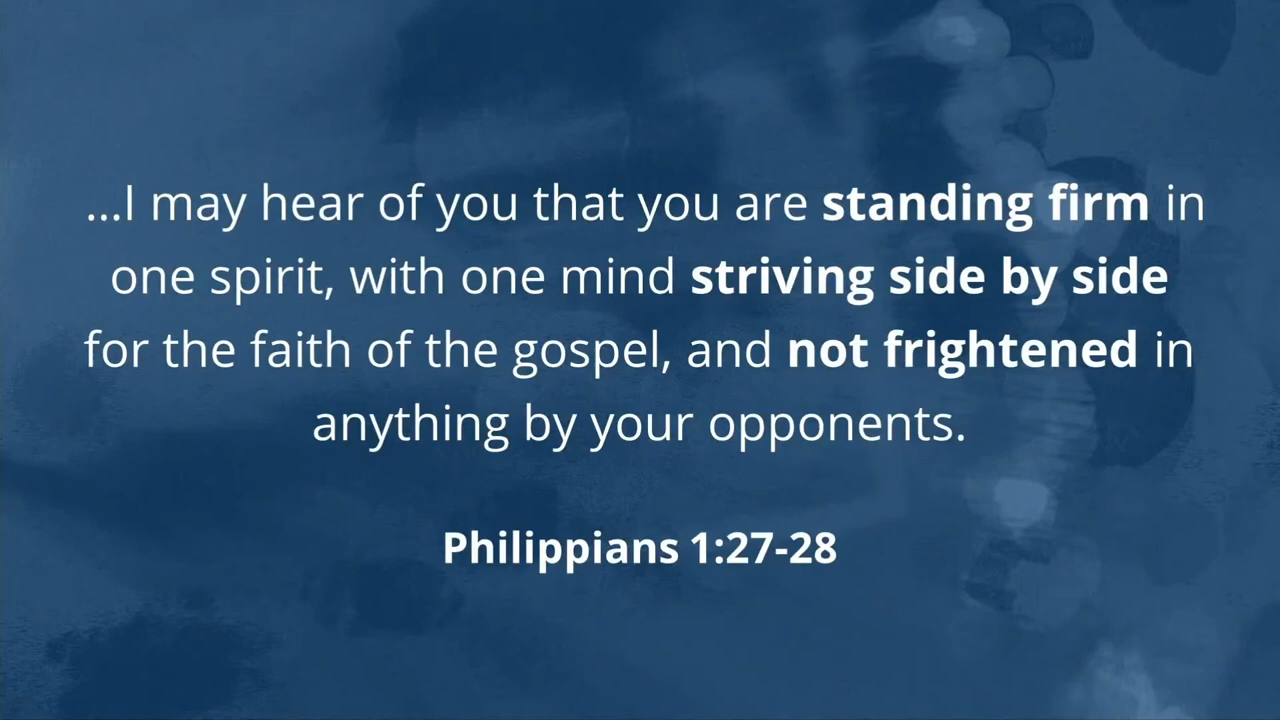 ...I may hear of you that you are standing firm in
one spirit, with one mind striving side by side
for the faith of the gospel, and not frightened in
anything by your opponents.
Philippians 1:27-28